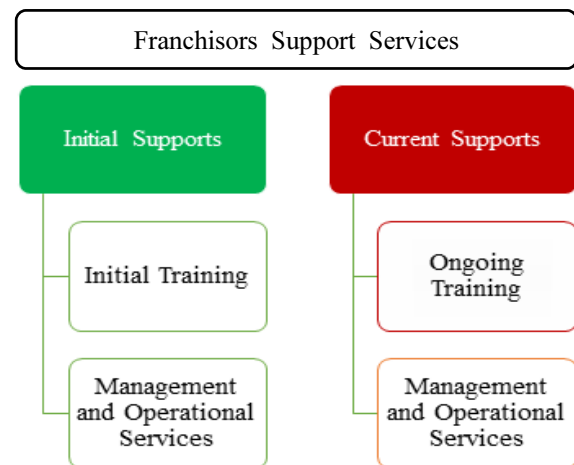 Franchisors Support Services
Initial Supports
Initial Training
Management
and Operational
Services
Current Supports
Ongoing
Training
Management
and Operational
Services